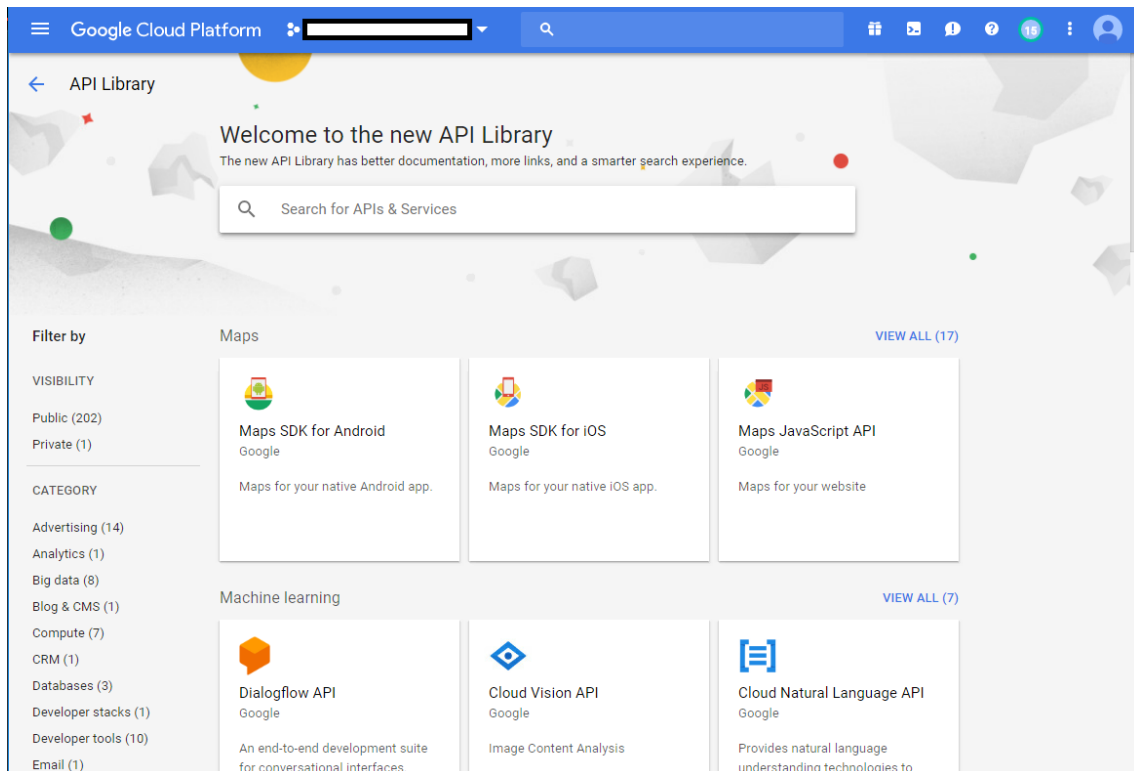 Google Cloud Platform
15
API Library
Welcome to the new API Library
The new API Library has better documentation, more links, and a smarter search experience.
Search for APIs & Services
Filter by
VISIBILITY
Public (202)
Private (1)
CATEGORY
Advertising (14)
Analytics (1)
Big data (8)
Blog & CMS (1)
Compute (7)
CRM (1)
Databases (3)
Developer stacks (1)
Developer tools (10)
Email (1)
Maps
VIEW ALL (17)
Maps SDK for Android
Google
Maps for your native Android app.
Maps SDK for iOS
Google
Maps for your native iOS app.
JS
Maps JavaScript API
Google
Maps for your website
Machine learning
VIEW ALL (7)
Dialogflow API
Google
An end-to-end development suite
for conversational interfaces.
Cloud Vision API
Google
Image Content Analysis
Cloud Natural Language API
Google
Provides natural language
understanding technologies to